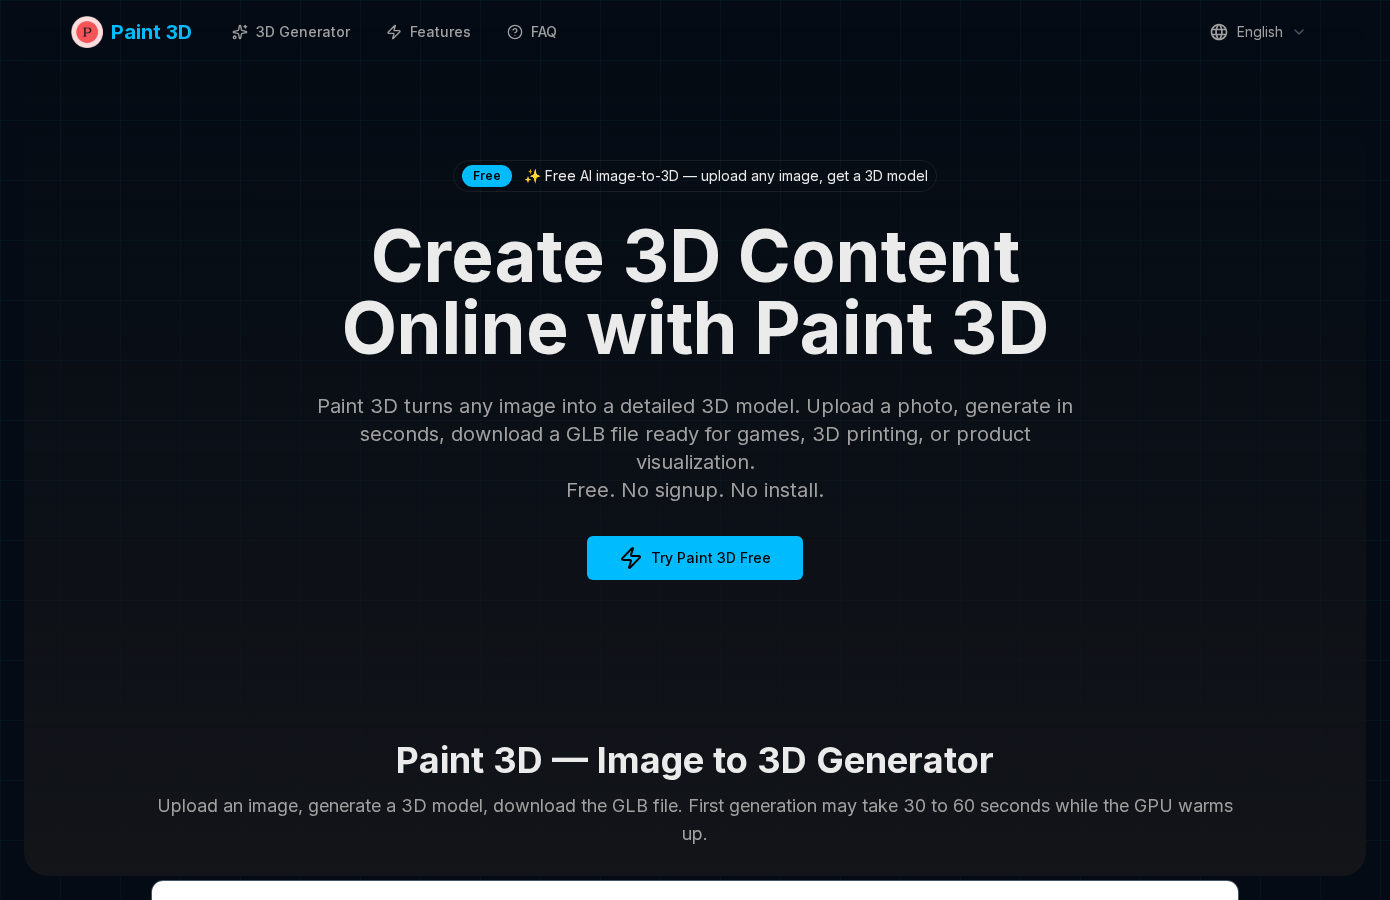 P Paint 3D
3D Generator
Features
FAQ
English
Free ✨ Free AI image-to-3D — upload any image, get a 3D model
Create 3D Content
Online with Paint 3D
Paint 3D turns any image into a detailed 3D model. Upload a photo, generate in
seconds, download a GLB file ready for games, 3D printing, or product
visualization.
Free. No signup. No install.
Try Paint 3D Free
Paint 3D — Image to 3D Generator
Upload an image, generate a 3D model, download the GLB file. First generation may take 30 to 60 seconds while the GPU warms
up.